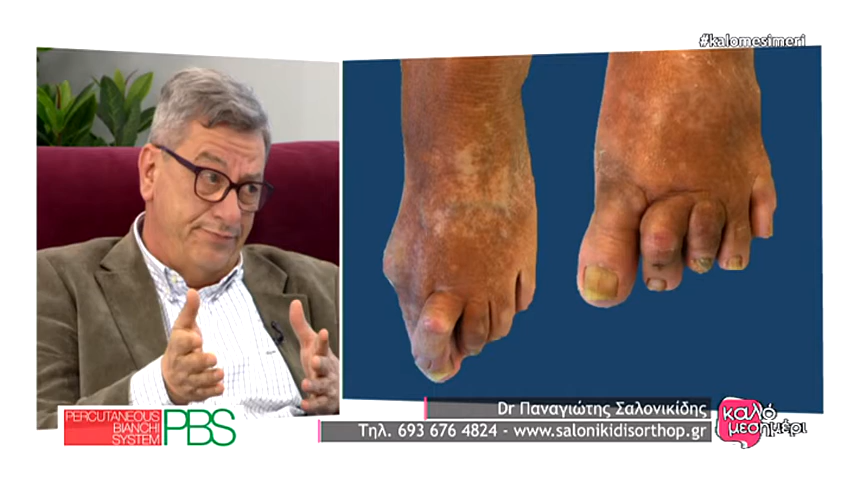 #kalomesimeri
PERCUTANEOUS
BIANCHI
SYSTEM
PBS
Dr Παναγιώτης Σαλονικίδης
Τηλ. 693 676 4824 - www.salonikidisorthop.gr
καλό
μεσημέρι